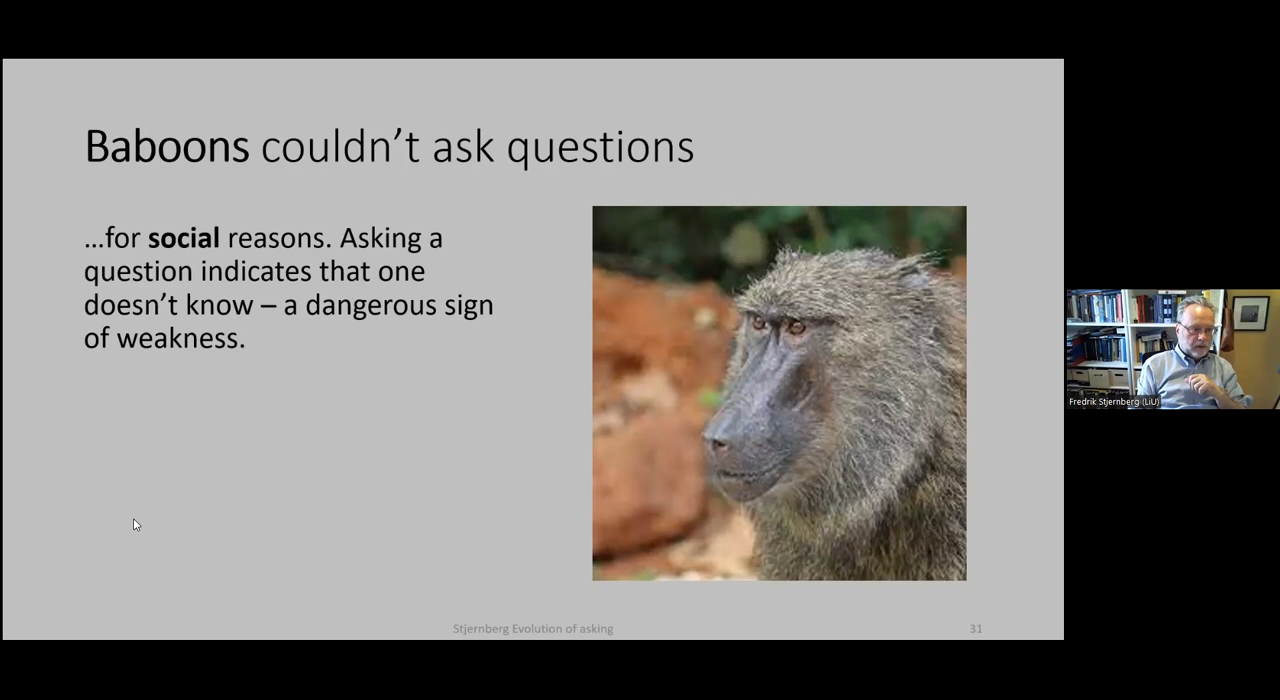 Baboons couldn’t ask questions
…for social reasons. Asking a
question indicates that one
doesn’t know – a dangerous sign
of weakness.
Stjernberg Evolution of asking
31
Fredrik Stjernberg (LiU)